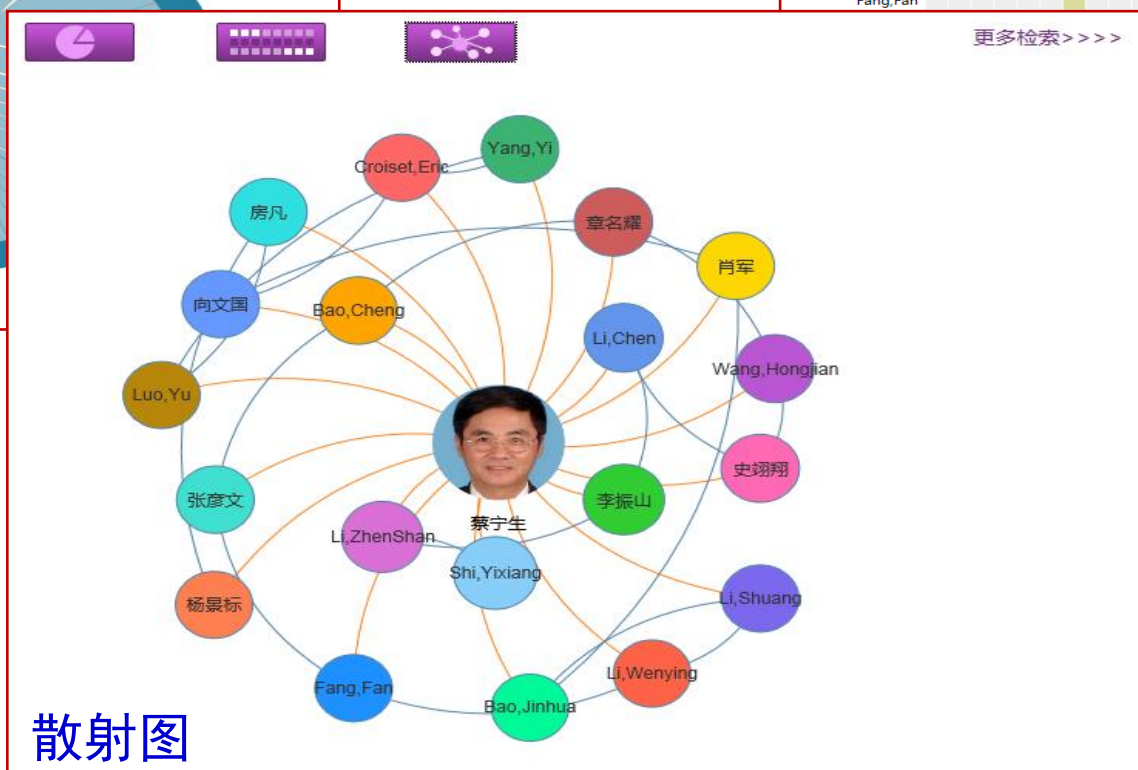 Fang,Fan
更多检索>>>>
Yang,Yi
Croiset,Eric
房凡
章名耀
肖军
向文国
Bao,Cheng
Li,Chen
Wang,Hongjian
Luo,Yu
史翊翔
张彦文
李振山
蔡宁生
Li,ZhenShan
Shi,Yixiang
杨景标
Li,Shuang
Li,Wenying
Fang,Fan
Bao,Jinhua
散射图